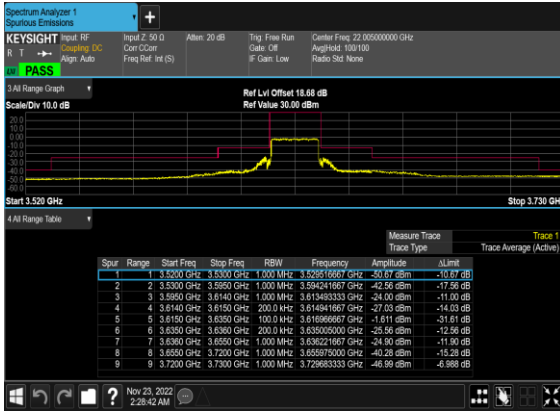 Spectrum Analyzer 1
Spurious Emissions
KEYSIGHT
R T
Input: RF
Coupling: DC
Align: Auto
Input Z: 50 Ω
Corr CCorr
Freq Ref: Int (S)
Atten: 20 dB
Trig: Free Run
Gate: Off
IF Gain: Low
Center Freq: 22.005000000 GHz
Avg|Hold: 100/100
Radio Std: None
PASS
3 All Range Graph
Scale/Div 10.0 dB
Ref Lvl Offset 18.68 dB
Ref Value 30.00 dBm
20.0
10.0
0.00
-10.0
-20.0
-30.0
-40.0
-50.0
-60.0
Start 3.520 GHz
Stop 3.730 GH
4 All Range Table
Measure Trace Trace 1
Trace Type Trace Average (Active)
Spur Range Start Freq Stop Freq RBW Frequency Amplitude ΔLimit
1 1 3.5200 GHz 3.5300 GHz 1.000 MHz 3.529516667 GHz -50.67 dBm -10.67 dB
2 2 3.5300 GHz 3.5950 GHz 1.000 MHz 3.594241667 GHz -42.56 dBm -17.56 dB
3 3 3.5950 GHz 3.6140 GHz 1.000 MHz 3.613493333 GHz -24.00 dBm -11.00 dB
4 4 3.6140 GHz 3.6150 GHz 200.0 kHz 3.614941667 GHz -27.03 dBm -14.03 dB
5 5 3.6150 GHz 3.6350 GHz 100.0 kHz 3.616966667 GHz -1.611 dBm -31.61 dB
6 6 3.6350 GHz 3.6360 GHz 200.0 kHz 3.635005000 GHz -25.56 dBm -12.56 dB
7 7 3.6360 GHz 3.6550 GHz 1.000 MHz 3.636221667 GHz -24.90 dBm -11.90 dB
8 8 3.6550 GHz 3.7200 GHz 1.000 MHz 3.655975000 GHz -40.28 dBm -15.28 dB
9 9 3.7200 GHz 3.7300 GHz 1.000 MHz 3.729683333 GHz -46.99 dBm -6.988 dB
Nov 23, 2022
2:28:42 AM